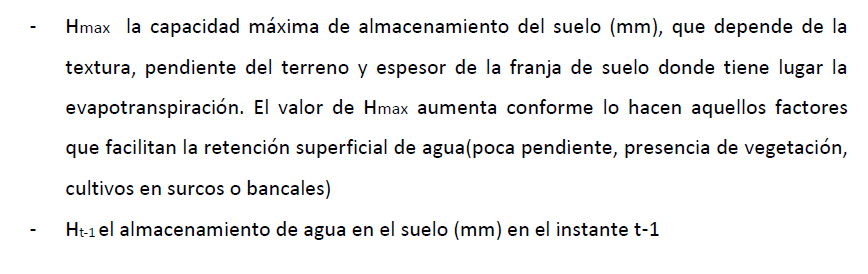 - Hmax la capacidad máxima de almacenamiento del suelo (mm), que depende de la
textura, pendiente del terreno y espesor de la franja de suelo donde tiene lugar la
evapotranspiración. El valor de Hmax aumenta conforme lo hacen aquellos factores
que facilitan la retención superficial de agua(poca pendiente, presencia de vegetación,
cultivos en surcos o bancales)
- Ht-1 el almacenamiento de agua en el suelo (mm) en el instante t-1